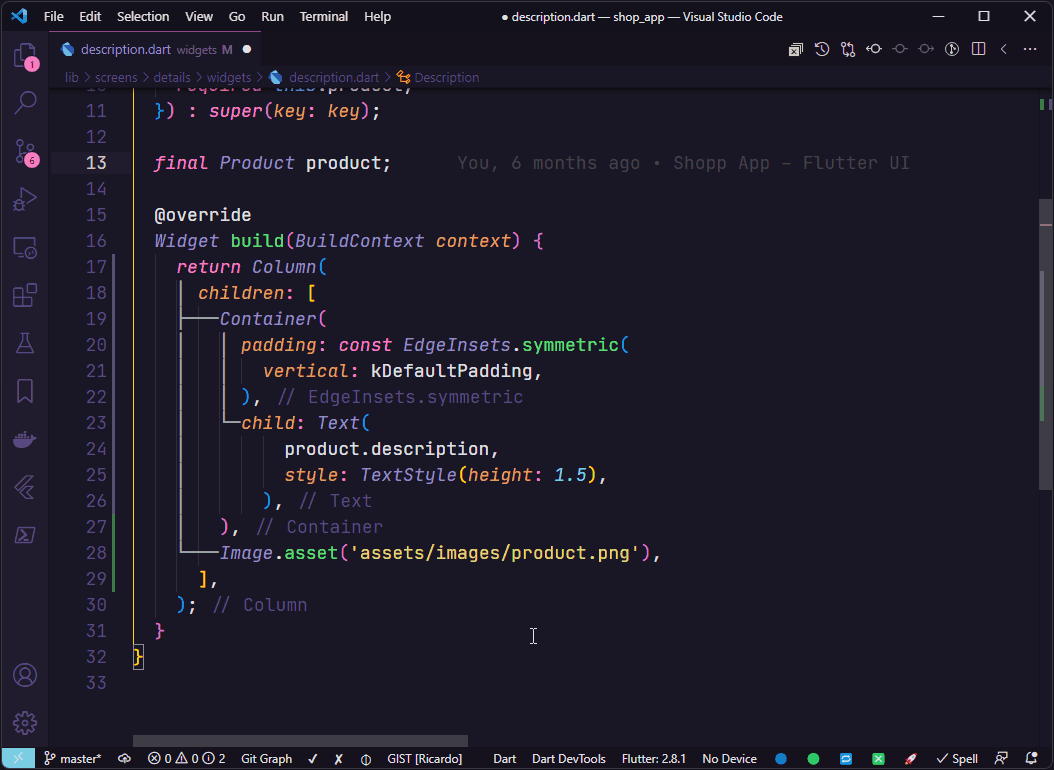 File Edit Selection View Go Run Terminal Help ● description.dart — shop_app — Visual Studio Code
description.dart widgets M ●
lib > screens > details > widgets > description.dart > Description
1
6
10 required this.product,
11 }) : super(key: key);
12
13 final Product product; You, 6 months ago • Shopp App – Flutter UI
14
15 @override
16 Widget build(BuildContext context) {
17 return Column(
18 children: [
19 Container(
20 padding: const EdgeInsets.symmetric(
21 vertical: kDefaultPadding,
22 ), // EdgeInsets.symmetric
23 child: Text(
24 product.description,
25 style: TextStyle(height: 1.5),
26 ), // Text
27 ), // Container
28 Image.asset('assets/images/product.png'),
29 ],
30 ); // Column
31 }
32 }
33
master* 0 0 2 Git Graph ✓ ✗ GIST [Ricardo] Dart Dart DevTools Flutter: 2.8.1 No Device Spell